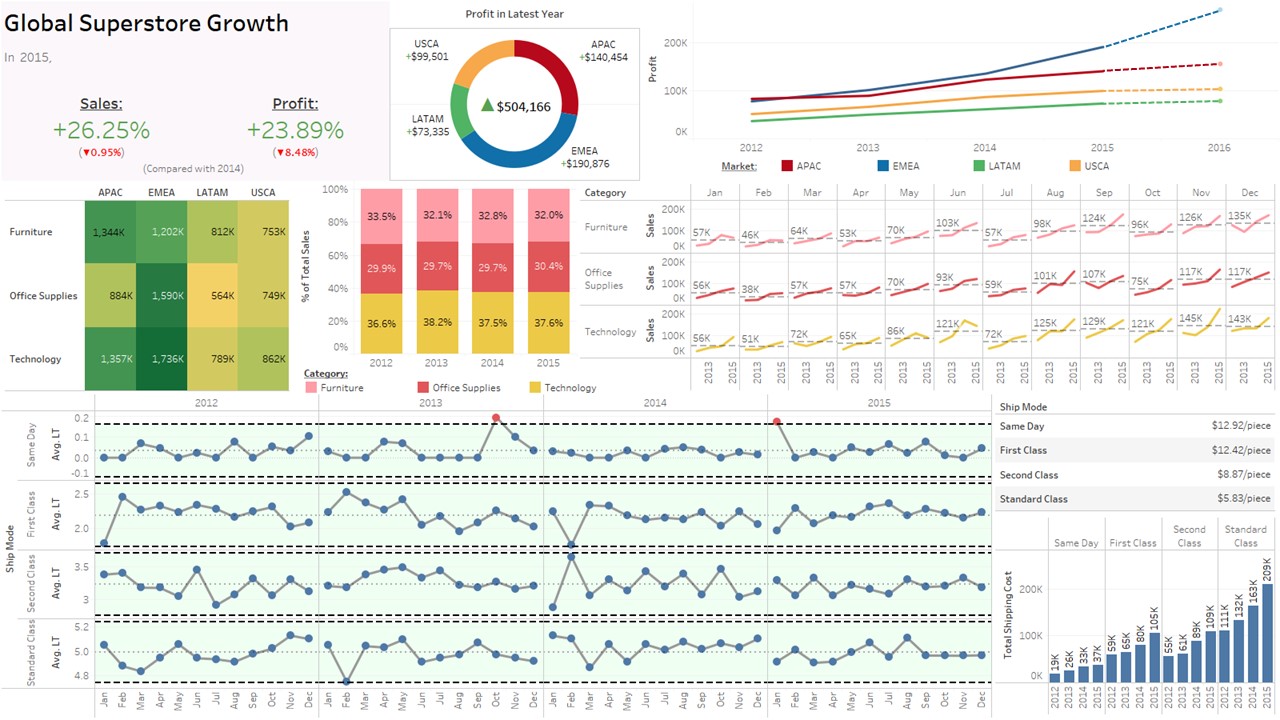 Global Superstore Growth
In 2015,
Sales:
Profit:
+26.25%
+23.89%
(▼0.95%)
(▼8.48%)
(Compared with 2014)
Profit in Latest Year
USCA
+$99,501
APAC
+$140,454
▲ $504,166
LATAM
+$73,335
EMEA
+$190,876
Profit
200K
100K
0K
2012 2013 2014 2015 2016
Market: APAC EMEA LATAM USCA
APAC EMEA LATAM USCA
Furniture 1,344K 1,202K 812K 753K
Office Supplies 884K 1,590K 564K 749K
Technology 1,357K 1,736K 789K 862K
% of Total Sales
100%
80%
60%
40%
20%
0%
33.5% 32.1% 32.8% 32.0%
29.9% 29.7% 29.7% 30.4%
36.6% 38.2% 37.5% 37.6%
2012 2013 2014 2015
Category:
Furniture Office Supplies Technology
Category Jan Feb Mar Apr May Jun Jul Aug Sep Oct Nov Dec
Furniture Sales 200K 0K 57K 46K 64K 53K 70K 103K 57K 98K 124K 96K 126K 135K
Office Supplies Sales 200K 100K 0K 56K 38K 57K 57K 70K 93K 59K 101K 107K 75K 117K 117K
Technology Sales 200K 100K 0K 56K 51K 72K 65K 86K 121K 72K 125K 129K 121K 145K 143K
2013 2015 2013 2015 2013 2015 2013 2015 2013 2015 2013 2015 2013 2015 2013 2015 2013 2015 2013 2015 2013 2015 2013 2015
2012 2013 2014 2015
Ship Mode
Same Day Avg. LT 0.2 0.1 0.0 -0.1
First Class Avg. LT 2.5 2.0
Second Class Avg. LT 3.5 3
Standard Class Avg. LT 5.2 5.0 4.8
Jan Feb Mar Apr May Jun Jul Aug Sep Oct Nov Dec Jan Feb Mar Apr May Jun Jul Aug Sep Oct Nov Dec Jan Feb Mar Apr May Jun Jul Aug Sep Oct Nov Dec Jan Feb Mar Apr May Jun Jul Aug Sep Oct Nov Dec
Ship Mode
Same Day $12.92/piece
First Class $12.42/piece
Second Class $8.87/piece
Standard Class $5.83/piece
Same Day First Class Second Class Standard Class
Total Shipping Cost
200K
100K
0K
19K 26K 33K 37K 59K 65K 80K 105K 55K 61K 89K 109K 111K 132K 163K 209K
2012 2013 2014 2015 2012 2013 2014 2015 2012 2013 2014 2015 2012 2013 2014 2015